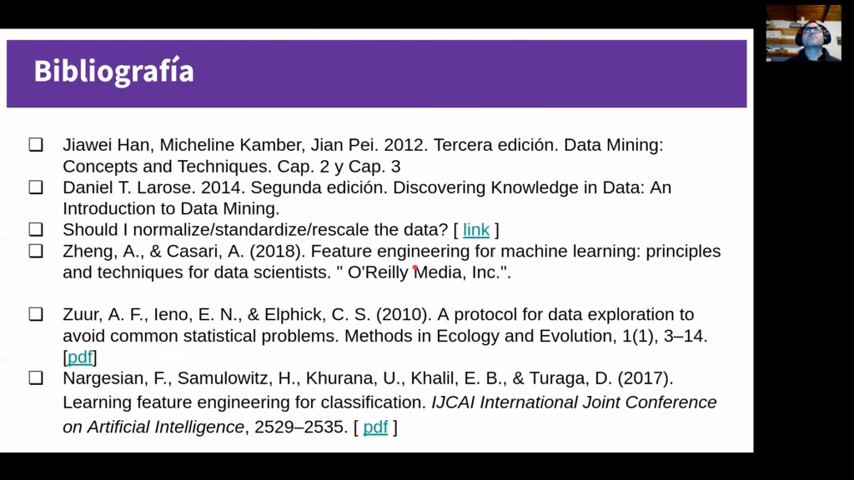 Bibliografía
❏ Jiawei Han, Micheline Kamber, Jian Pei. 2012. Tercera edición. Data Mining:
Concepts and Techniques. Cap. 2 y Cap. 3
❏ Daniel T. Larose. 2014. Segunda edición. Discovering Knowledge in Data: An
Introduction to Data Mining.
❏ Should I normalize/standardize/rescale the data? [ link ]
❏ Zheng, A., & Casari, A. (2018). Feature engineering for machine learning: principles
and techniques for data scientists. " O'Reilly Media, Inc.".
❏ Zuur, A. F., Ieno, E. N., & Elphick, C. S. (2010). A protocol for data exploration to
avoid common statistical problems. Methods in Ecology and Evolution, 1(1), 3–14.
[pdf]
❏ Nargesian, F., Samulowitz, H., Khurana, U., Khalil, E. B., & Turaga, D. (2017).
Learning feature engineering for classification. IJCAI International Joint Conference
on Artificial Intelligence, 2529–2535. [ pdf ]